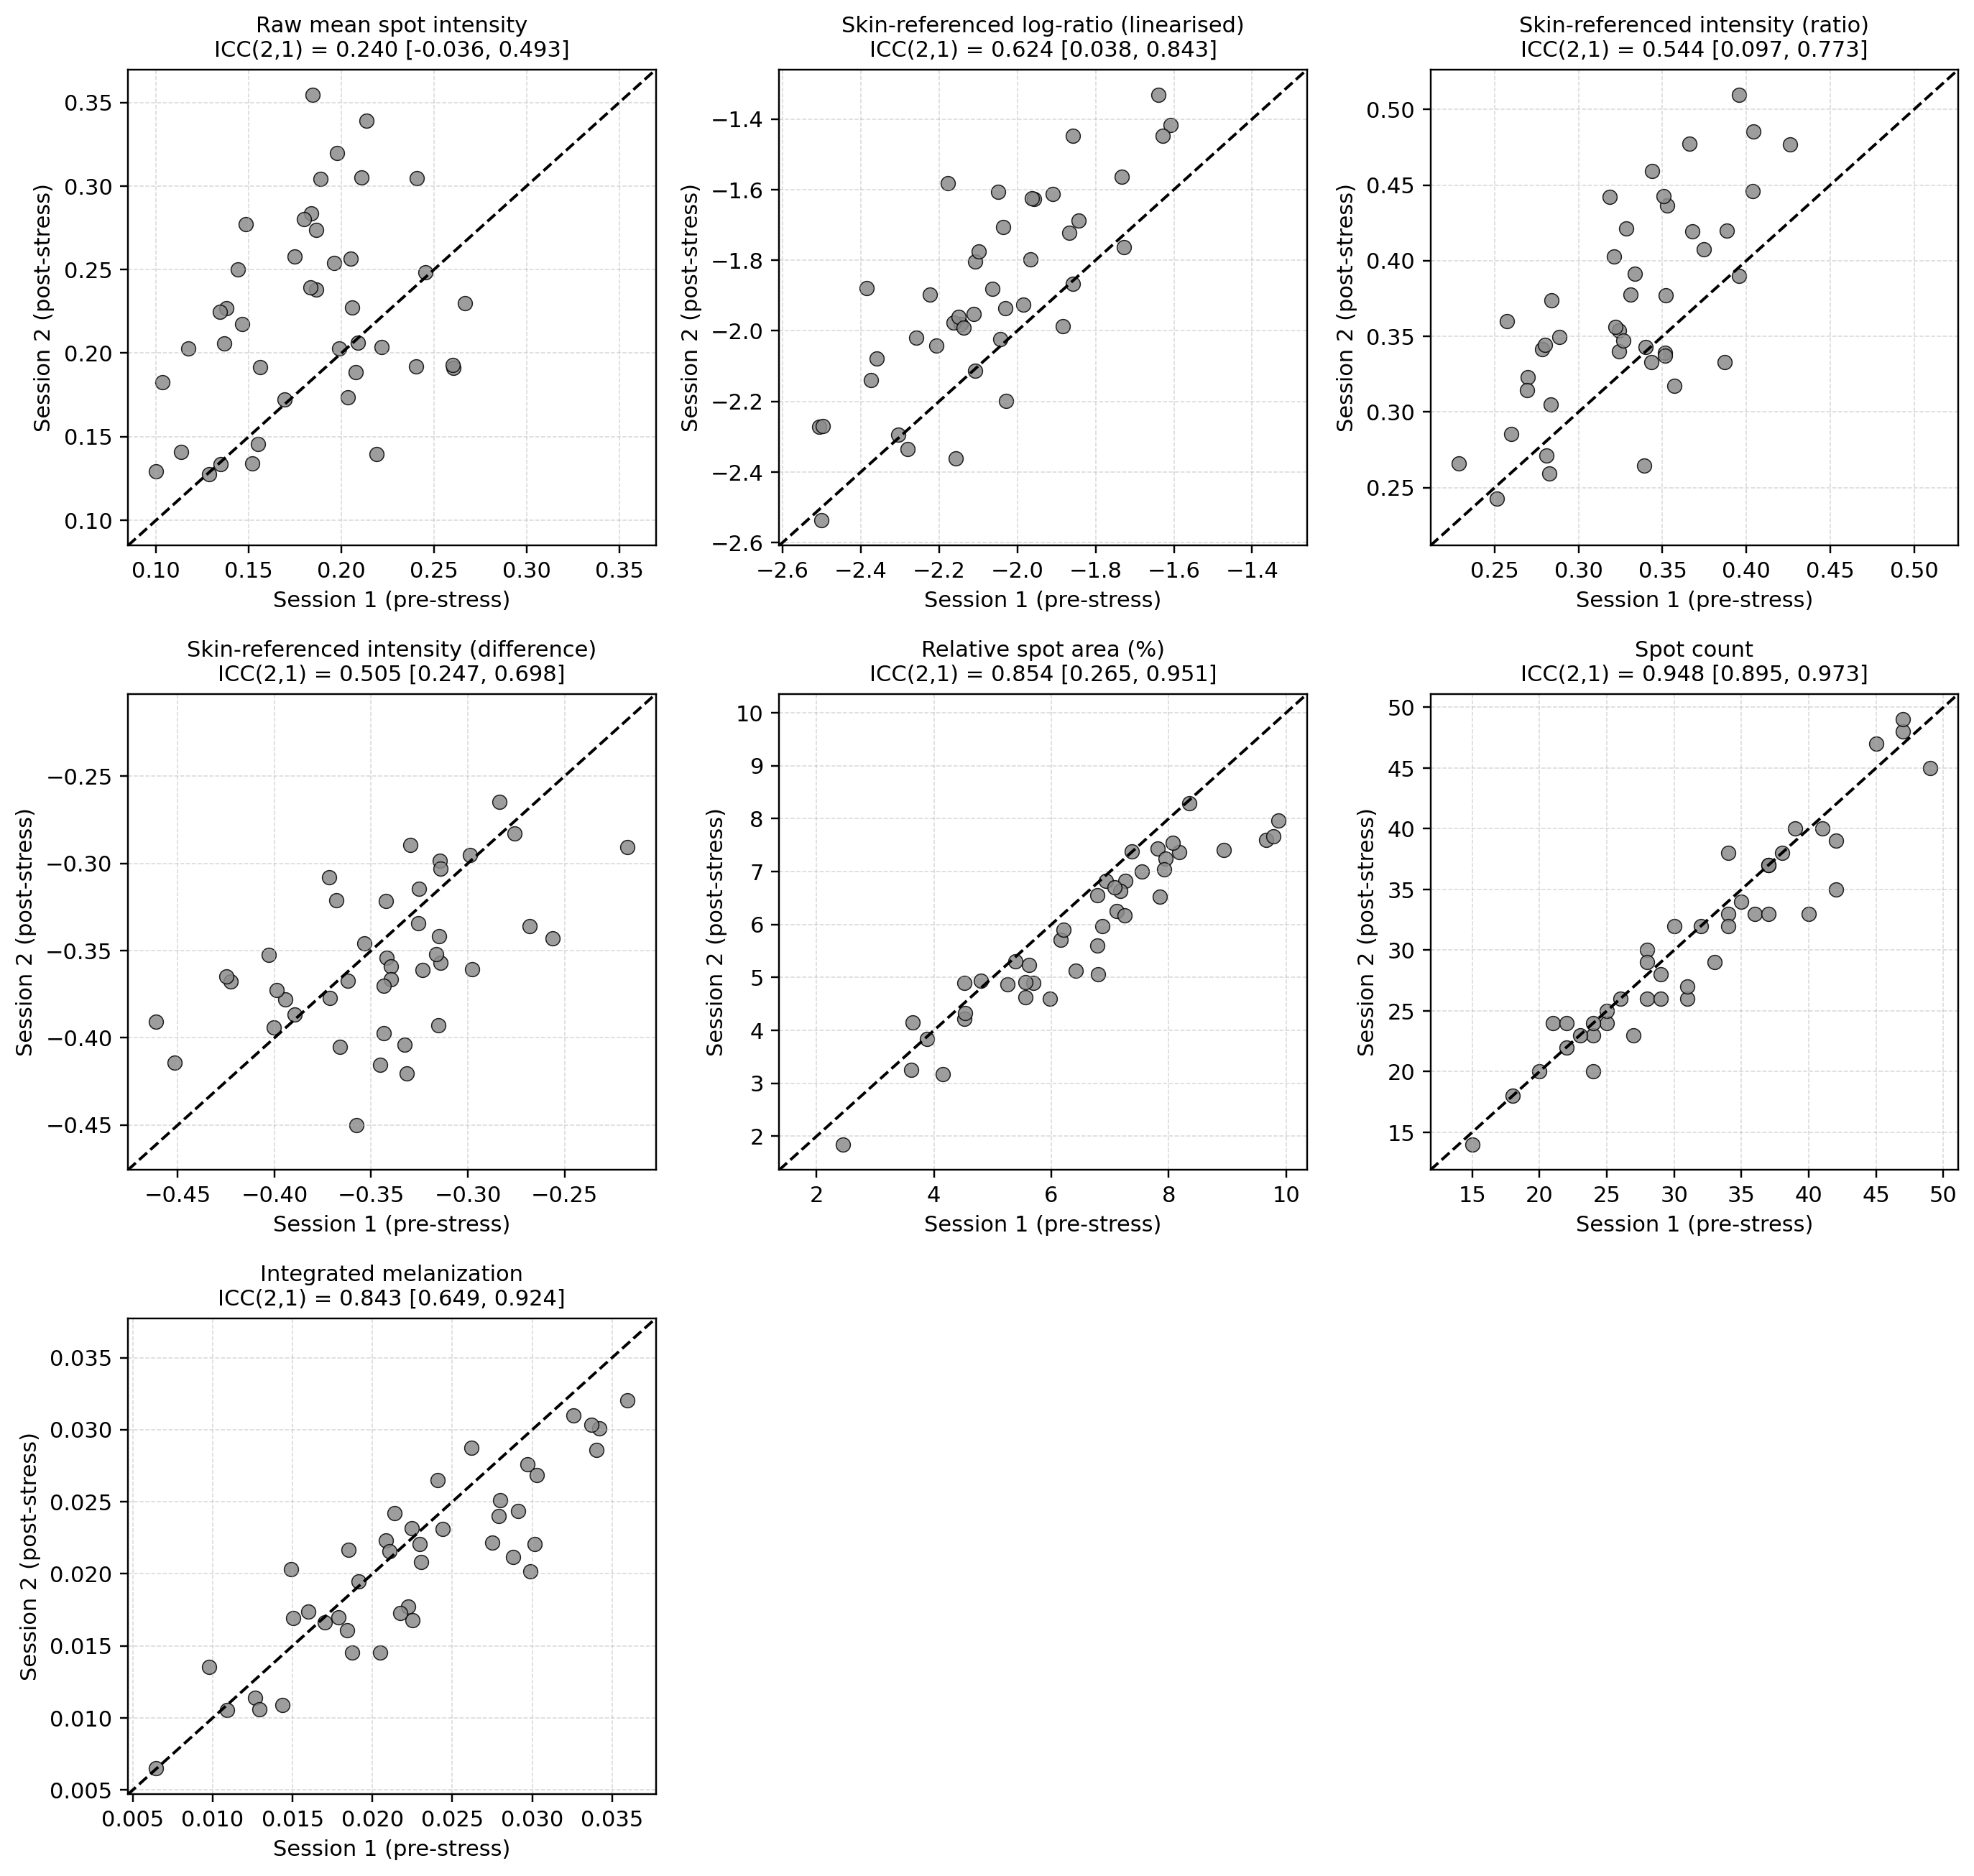 Raw mean spot intensity
ICC(2,1) = 0.240 [-0.036, 0.493]
0.35
0.30
0.25
0.20
0.15
0.10
Session 2 (post-stress)
0.10 0.15 0.20 0.25 0.30 0.35
Session 1 (pre-stress)
Skin-referenced log-ratio (linearised)
ICC(2,1) = 0.624 [0.038, 0.843]
−1.4
−1.6
−1.8
−2.0
−2.2
−2.4
−2.6
Session 2 (post-stress)
−2.6 −2.4 −2.2 −2.0 −1.8 −1.6 −1.4
Session 1 (pre-stress)
Skin-referenced intensity (ratio)
ICC(2,1) = 0.544 [0.097, 0.773]
0.50
0.45
0.40
0.35
0.30
0.25
Session 2 (post-stress)
0.25 0.30 0.35 0.40 0.45 0.50
Session 1 (pre-stress)
Skin-referenced intensity (difference)
ICC(2,1) = 0.505 [0.247, 0.698]
−0.25
−0.30
−0.35
−0.40
−0.45
Session 2 (post-stress)
−0.45 −0.40 −0.35 −0.30 −0.25
Session 1 (pre-stress)
Relative spot area (%)
ICC(2,1) = 0.854 [0.265, 0.951]
10
9
8
7
6
5
4
3
2
Session 2 (post-stress)
2 4 6 8 10
Session 1 (pre-stress)
Spot count
ICC(2,1) = 0.948 [0.895, 0.973]
50
45
40
35
30
25
20
15
Session 2 (post-stress)
15 20 25 30 35 40 45 50
Session 1 (pre-stress)
Integrated melanization
ICC(2,1) = 0.843 [0.649, 0.924]
0.035
0.030
0.025
0.020
0.015
0.010
0.005
Session 2 (post-stress)
0.005 0.010 0.015 0.020 0.025 0.030 0.035
Session 1 (pre-stress)